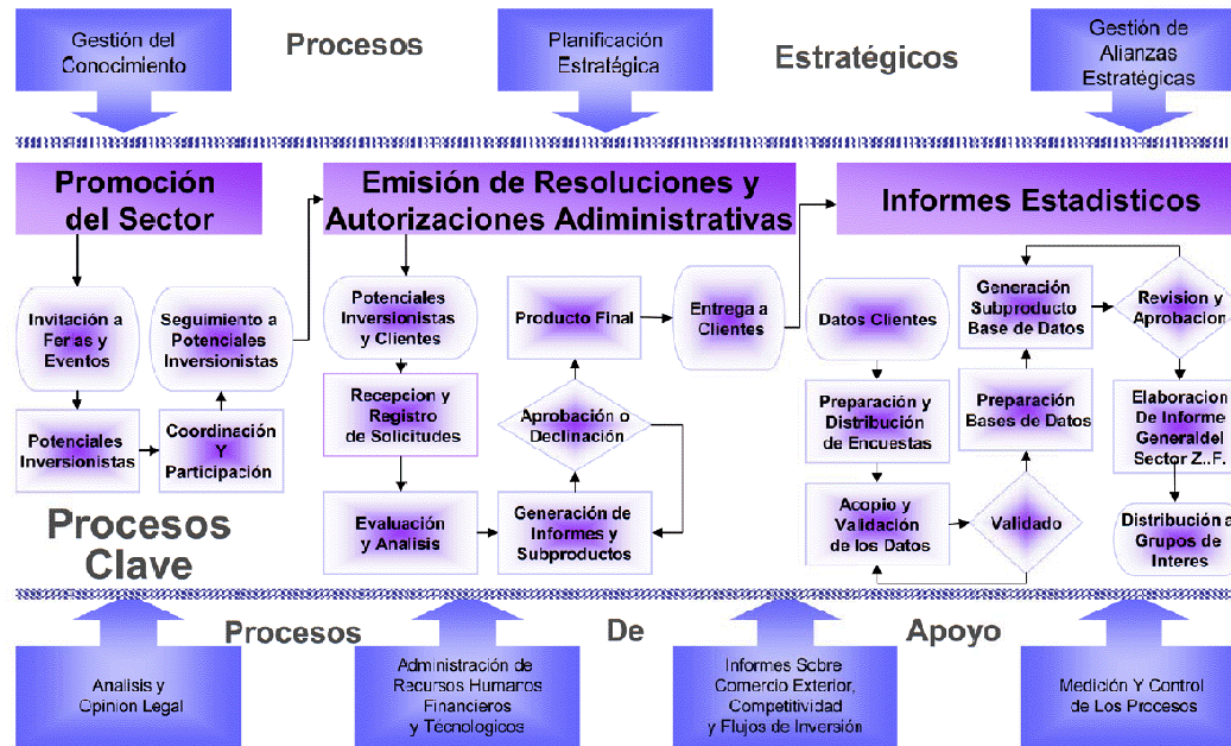 Gestión del
Conocimiento
Procesos
Planificación
Estratégica
Estratégicos
Gestión de
Alianzas
Estratégicas
Promoción
del Sector
Emisión de Resoluciones y
Autorizaciones Adiministrativas
Informes Estadisticos
Invitación a
Ferias y
Eventos
Potenciales
Inversionistas
Coordinación
Y
Participación
Seguimiento a
Potenciales
Inversionistas
Potenciales
Inversionistas
y Clientes
Recepcion y
Registro
de Solicitudes
Evaluación
y Analisis
Generación de
Informes y
Subproductos
Aprobación o
Declinación
Producto Final
Entrega a
Clientes
Datos Clientes
Preparación y
Distribución
de Encuestas
Acopio y
Validación
de los Datos
Validado
Preparación
Bases de Datos
Generación
Subproducto
Base de Datos
Revision y
Aprobacion
Elaboracion
De Informe
Generaldel
Sector Z..F.
Distribución a
Grupos de
Interes
Procesos
Clave
Procesos
De
Apoyo
Analisis y
Opinion Legal
Administración de
Recursos Humanos
Financieros
y Técnologicos
Informes Sobre
Comercio Exterior,
Competitividad
y Flujos de Inversión
Medición Y Control
de Los Procesos